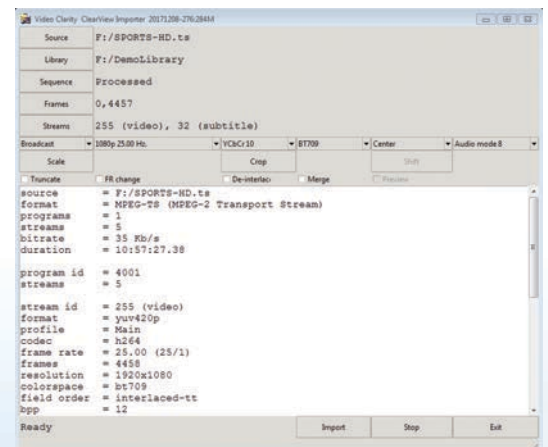 Video Clarity ClearView Importer 20171208-276:284M
Source F:/SPORTS-HD.ts
Library F:/DemoLibrary
Sequence Processed
Frames 0,4457
Streams 255 (video), 32 (subtitle)
Broadcast 1080p 25.00 Hz. YCbCr10 BT709 Center Audio mode 8
Scale Crop Shift
Truncate FR change De-interlac Merge Preview
source = F:/SPORTS-HD.ts
format = MPEG-TS (MPEG-2 Transport Stream)
programs = 1
streams = 5
bitrate = 35 Kb/s
duration = 10:57:27.38
program id = 4001
streams = 5
stream id = 255 (video)
format = yuv420p
profile = Main
codec = h264
frame rate = 25.00 (25/1)
frames = 4458
resolution = 1920x1080
colorspace = bt709
field order = interlaced-tt
bpp = 12
Ready Import Stop Exit